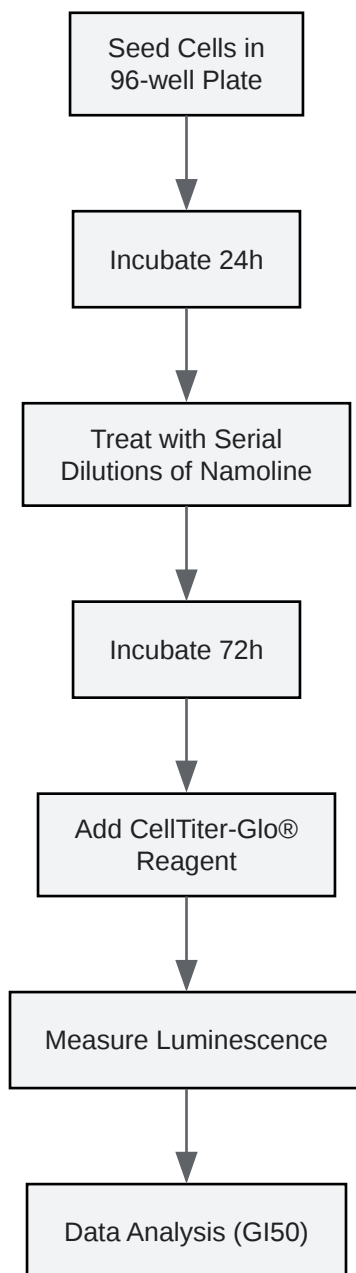 Seed Cells in
96-well Plate
Incubate 24h
Treat with Serial
Dilutions of Namoline
Incubate 72h
Add CellTiter-Glo®
Reagent
Measure Luminescence
Data Analysis (GI50)